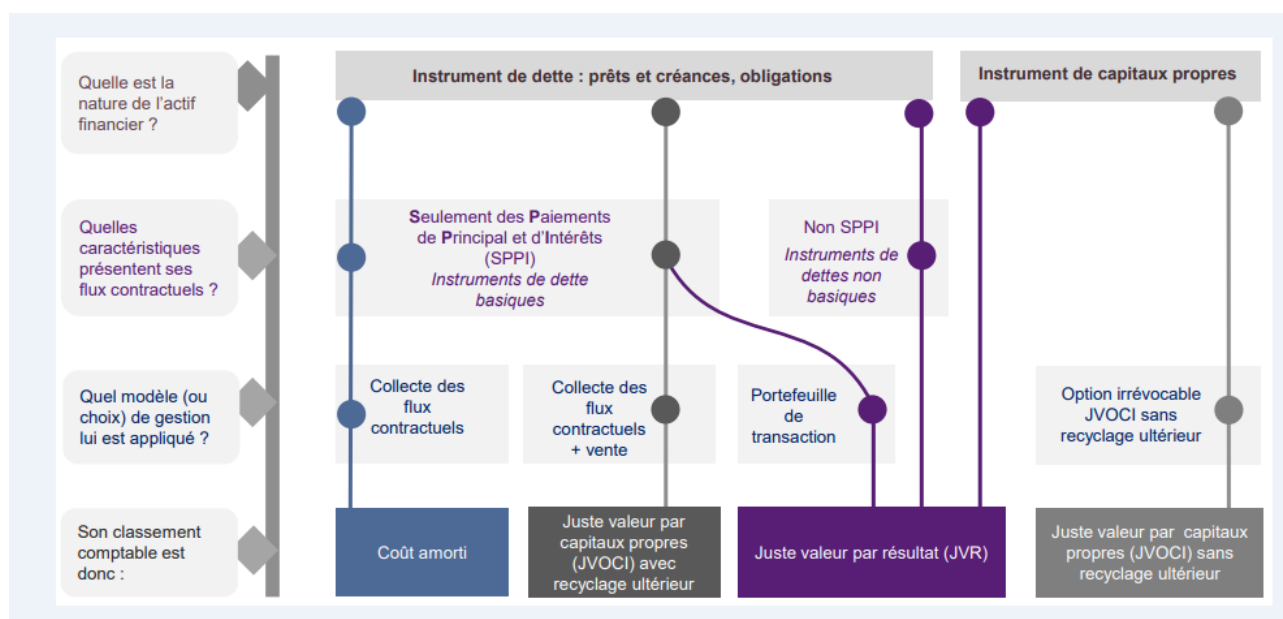 Instrument de dette : prêts et créances, obligations
Instrument de capitaux propres
Quelle est la
nature de l'actif
financier ?
Quelles
caractéristiques
présentent ses
flux contractuels ?
Seulement des Paiements
de Principal et d'Intérêts
(SPPI)
Instruments de dette
basiques
Non SPPI
Instruments de
dettes non
basiques
Quel modèle (ou
choix) de gestion
lui est appliqué ?
Collecte des
flux
contractuels
Collecte des
flux
contractuels
+ vente
Portefeuille
de
transaction
Option irrévocable
JVOCI sans
recyclage ultérieur
Son classement
comptable est
donc :
Coût amorti
Juste valeur par
capitaux propres
(JVOCI) avec
recyclage ultérieur
Juste valeur par résultat (JVR)
Juste valeur par capitaux
propres (JVOCI) sans
recyclage ultérieur